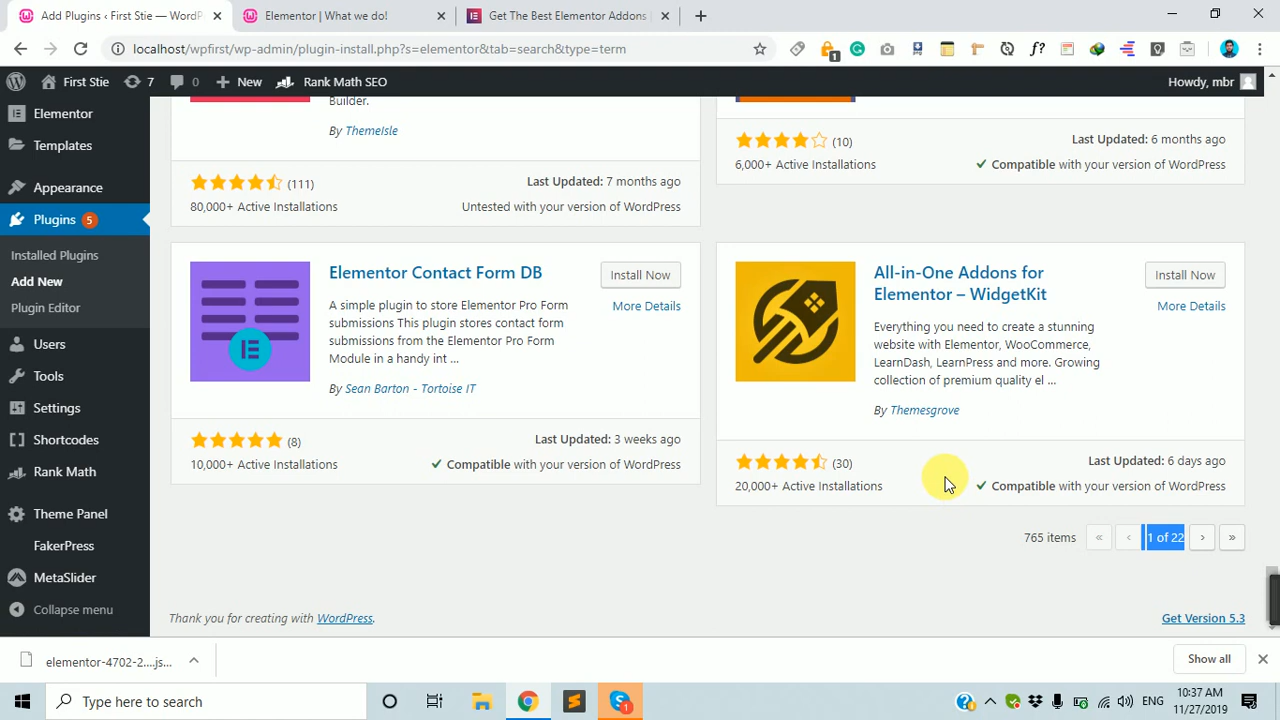 Add Plugins ‹ First Stie — WordP
Elementor | What we do!
Get The Best Elementor Addons
localhost/wpfirst/wp-admin/plugin-install.php?s=elementor&tab=search&type=term
1
First Stie
7
0
New
Rank Math SEO
Howdy, mbr
Elementor
Templates
Appearance
Plugins 5
Installed Plugins
Add New
Plugin Editor
Users
Tools
Settings
Shortcodes
Rank Math
Theme Panel
FakerPress
MetaSlider
Collapse menu
Builder.
By ThemeIsle
(111)
80,000+ Active Installations
Last Updated: 7 months ago
Untested with your version of WordPress
(10)
6,000+ Active Installations
Last Updated: 6 months ago
Compatible with your version of WordPress
Elementor Contact Form DB
Install Now
More Details
A simple plugin to store Elementor Pro Form
submissions This plugin stores contact form
submissions from the Elementor Pro Form
Module in a handy int ...
By Sean Barton - Tortoise IT
(8)
10,000+ Active Installations
Last Updated: 3 weeks ago
Compatible with your version of WordPress
All-in-One Addons for
Elementor – WidgetKit
Install Now
More Details
Everything you need to create a stunning
website with Elementor, WooCommerce,
LearnDash, LearnPress and more. Growing
collection of premium quality el ...
By Themesgrove
(30)
20,000+ Active Installations
Last Updated: 6 days ago
Compatible with your version of WordPress
765 items « ‹ 1 of 22 › »
Thank you for creating with WordPress.
Get Version 5.3
elementor-4702-2....js...
Show all
Type here to search
1
10:37 AM
ENG
11/27/2019